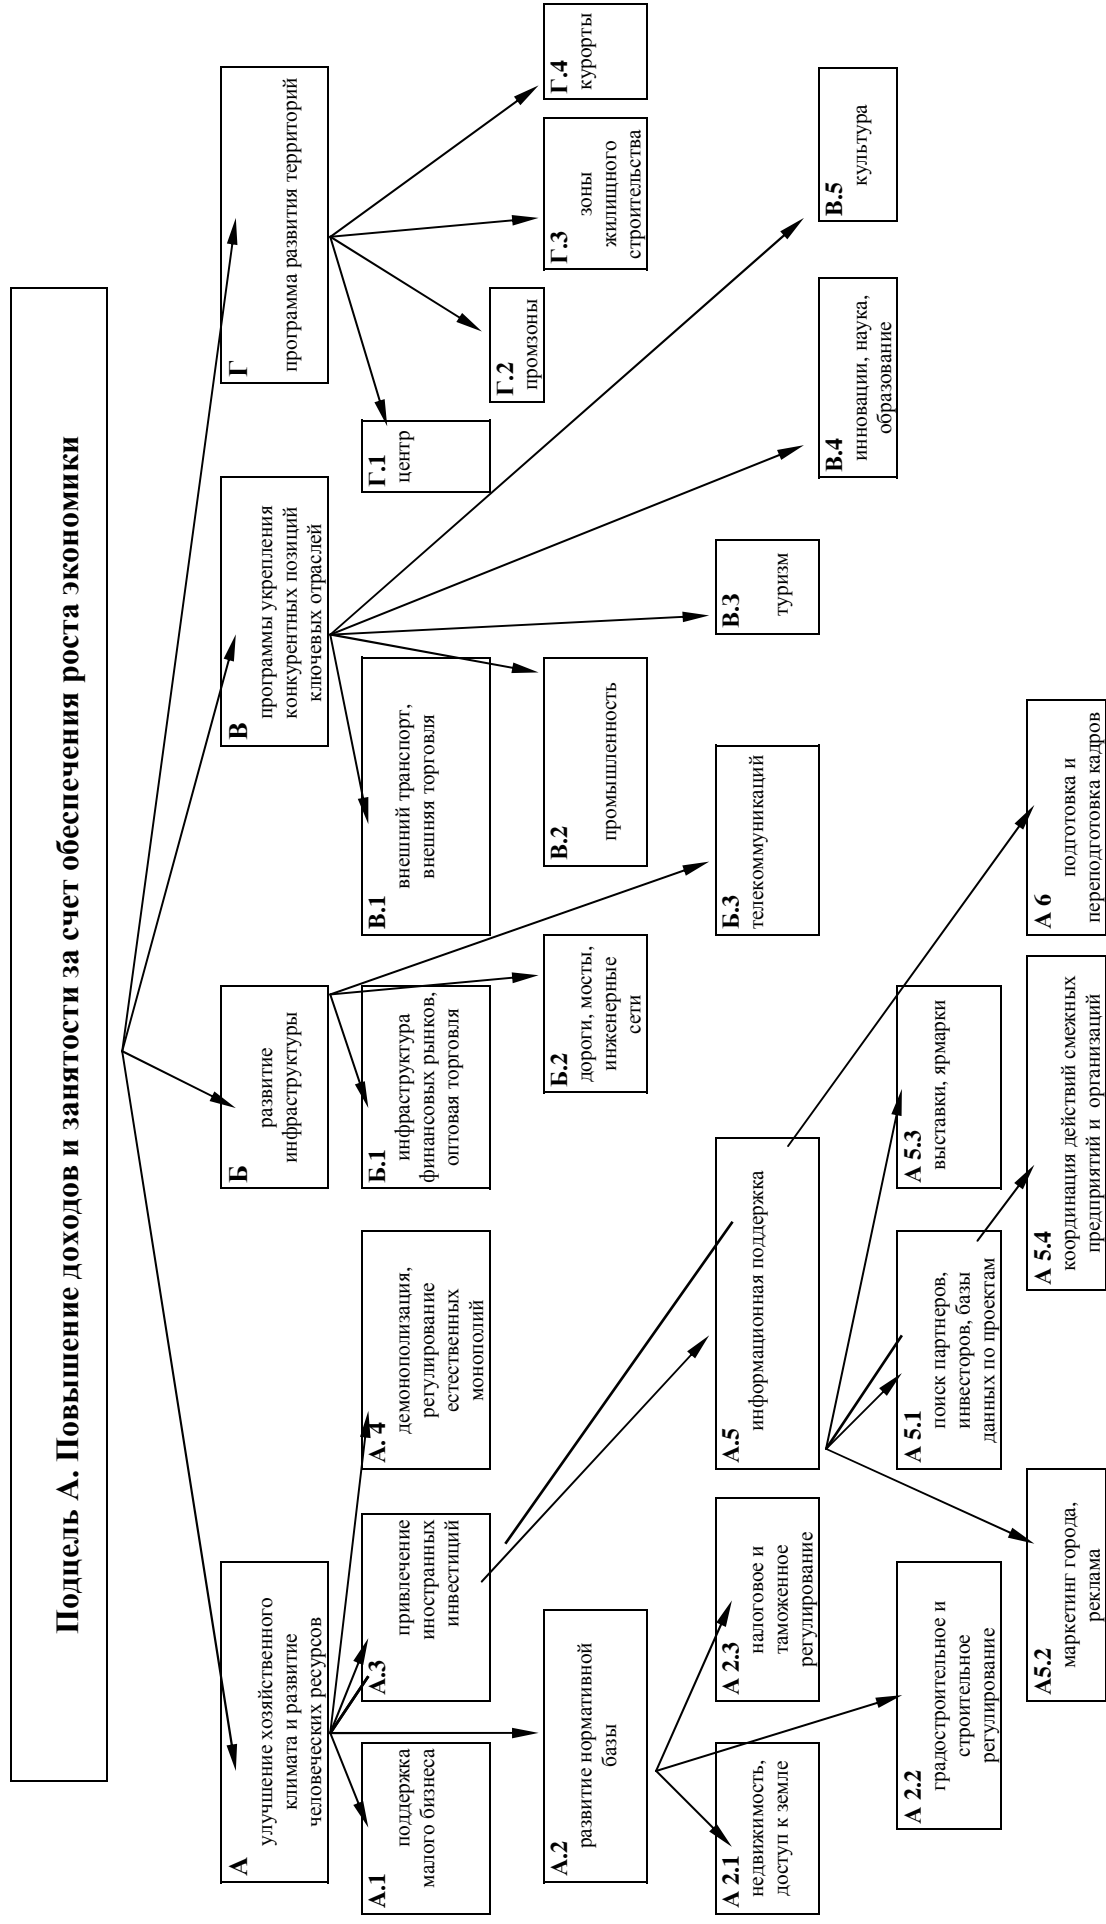 Подцель А. Повышение доходов и занятости за счет обеспечения роста экономики
А
улучшение хозяйственного
климата и развитие
человеческих ресурсов
Б
развитие
инфраструктуры
В
программы укрепления
конкурентных позиций
ключевых отраслей
Г
программа развития территорий
А.1
поддержка
малого бизнеса
А.3
привлечение
иностранных
инвестиций
А. 4
демонополизация,
регулирование
естественных
монополий
Б.1
инфраструктура
финансовых рынков,
оптовая торговля
В.1
внешний транспорт,
внешняя торговля
Г.1
центр
Г.2
промзоны
А.2
развитие нормативной
базы
Б.2
дороги, мосты,
инженерные
сети
В.2
промышленность
Г.3
зоны
жилищного
строительства
Г.4
курорты
А 2.1
недвижимость,
доступ к земле
А 2.3
налоговое и
таможенное
регулирование
А.5
информационная поддержка
Б.3
телекоммуникаций
В.3
туризм
В.4
инновации, наука,
образование
В.5
культура
А 2.2
градостроительное и
строительное
регулирование
А 5.1
поиск партнеров,
инвесторов, базы
данных по проектам
А 5.3
выставки, ярмарки
А5.2
маркетинг города,
реклама
А 5.4
координация действий смежных
предприятий и организаций
А 6
подготовка и
переподготовка кадров